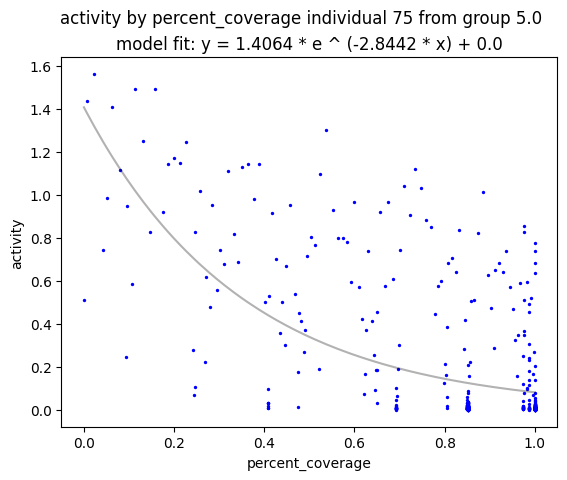 activity by percent_coverage individual 75 from group 5.0
model fit: y = 1.4064 * e ^ (-2.8442 * x) + 0.0
1.6
1.4
1.2
1.0
0.8
0.6
0.4
0.2
0.0
activity
0.0 0.2 0.4 0.6 0.8 1.0
percent_coverage